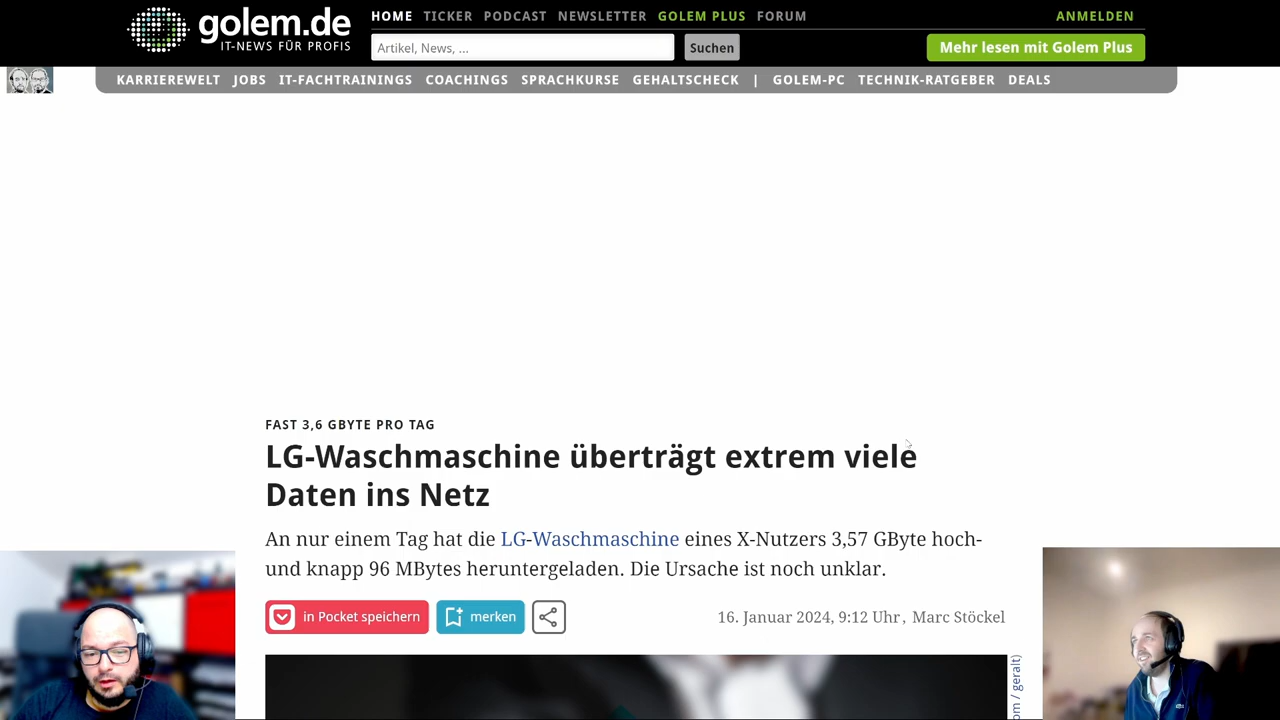 golem.de
IT-NEWS FÜR PROFIS
HOME TICKER PODCAST NEWSLETTER GOLEM PLUS FORUM
ANMELDEN
Artikel, News, ...
Suchen
Mehr lesen mit Golem Plus
KARRIEREWELT JOBS IT-FACHTRAININGS COACHINGS SPRACHKURSE GEHALTSCHECK | GOLEM-PC TECHNIK-RATGEBER DEALS
FAST 3,6 GBYTE PRO TAG
LG-Waschmaschine überträgt extrem viele
Daten ins Netz
An nur einem Tag hat die LG-Waschmaschine eines X-Nutzers 3,57 GByte hoch-
und knapp 96 MBytes heruntergeladen. Die Ursache ist noch unklar.
in Pocket speichern
merken
16. Januar 2024, 9:12 Uhr, Marc Stöckel
om / geralt)